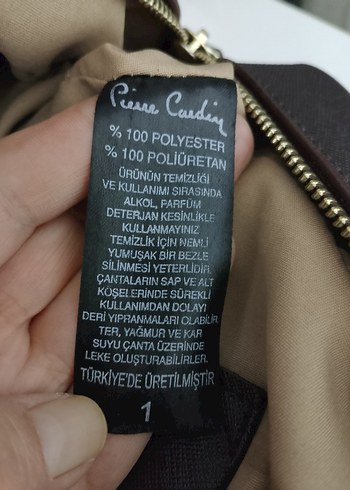 Pierre Cardin
% 100 POLYESTER
% 100 POLİÜRETAN
ÜRÜNÜN TEMİZLİĞİ
VE KULLANIMI SIRASINDA
ALKOL, PARFÜM
DETERJAN KESİNLİKLE
KULLANMAYINIZ
TEMİZLİK İÇİN NEMLİ
YUMUŞAK BİR BEZLE
SİLİNMESİ YETERLİDİR.
ÇANTALARIN SAP VE ALT
KÖŞELERİNDE SÜREKLİ
KULLANIMDAN DOLAYI
DERİ YIPRANMALARI OLABİLİR.
TER, YAĞMUR VE KAR
SUYU ÇANTA ÜZERİNDE
LEKE OLUŞTURABİLİRLER.
TÜRKİYE'DE ÜRETİLMİŞTİR
1